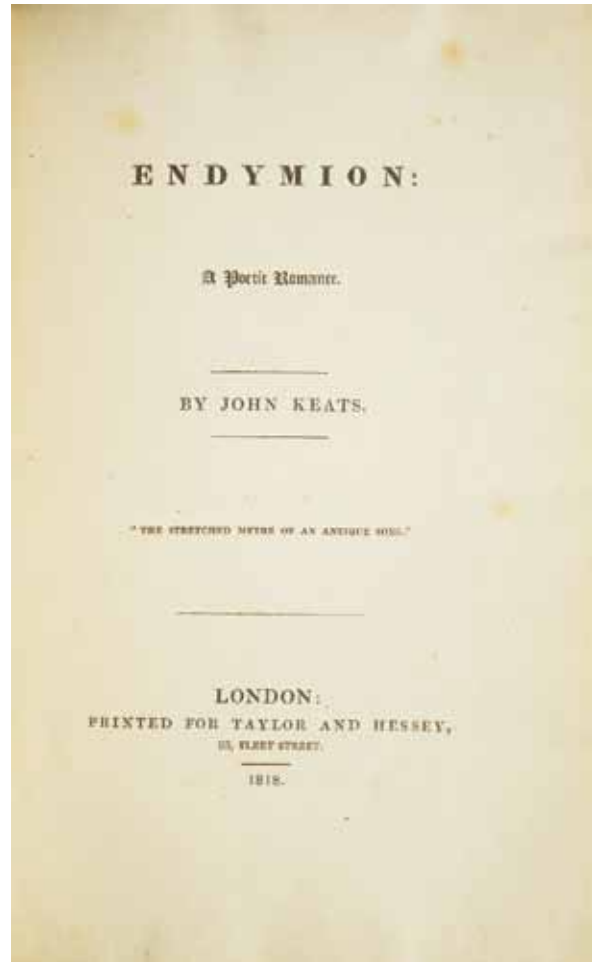 ENDYMION:
A Poetic Romance.
BY JOHN KEATS.
"THE STRETCHED METRE OF AN ANTIQUE SONG."
LONDON:
PRINTED FOR TAYLOR AND HESSEY,
93, FLEET STREET.
1818.